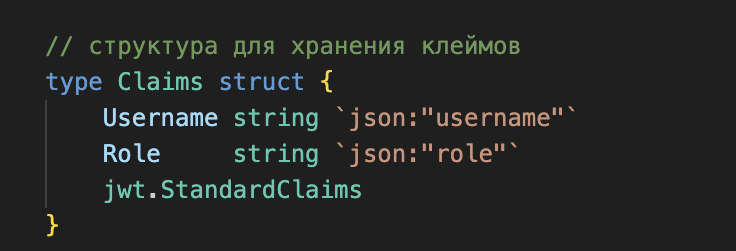 // структура для хранения клеймов
type Claims struct {
    Username string `json:"username"`
    Role     string `json:"role"`
    jwt.StandardClaims
}